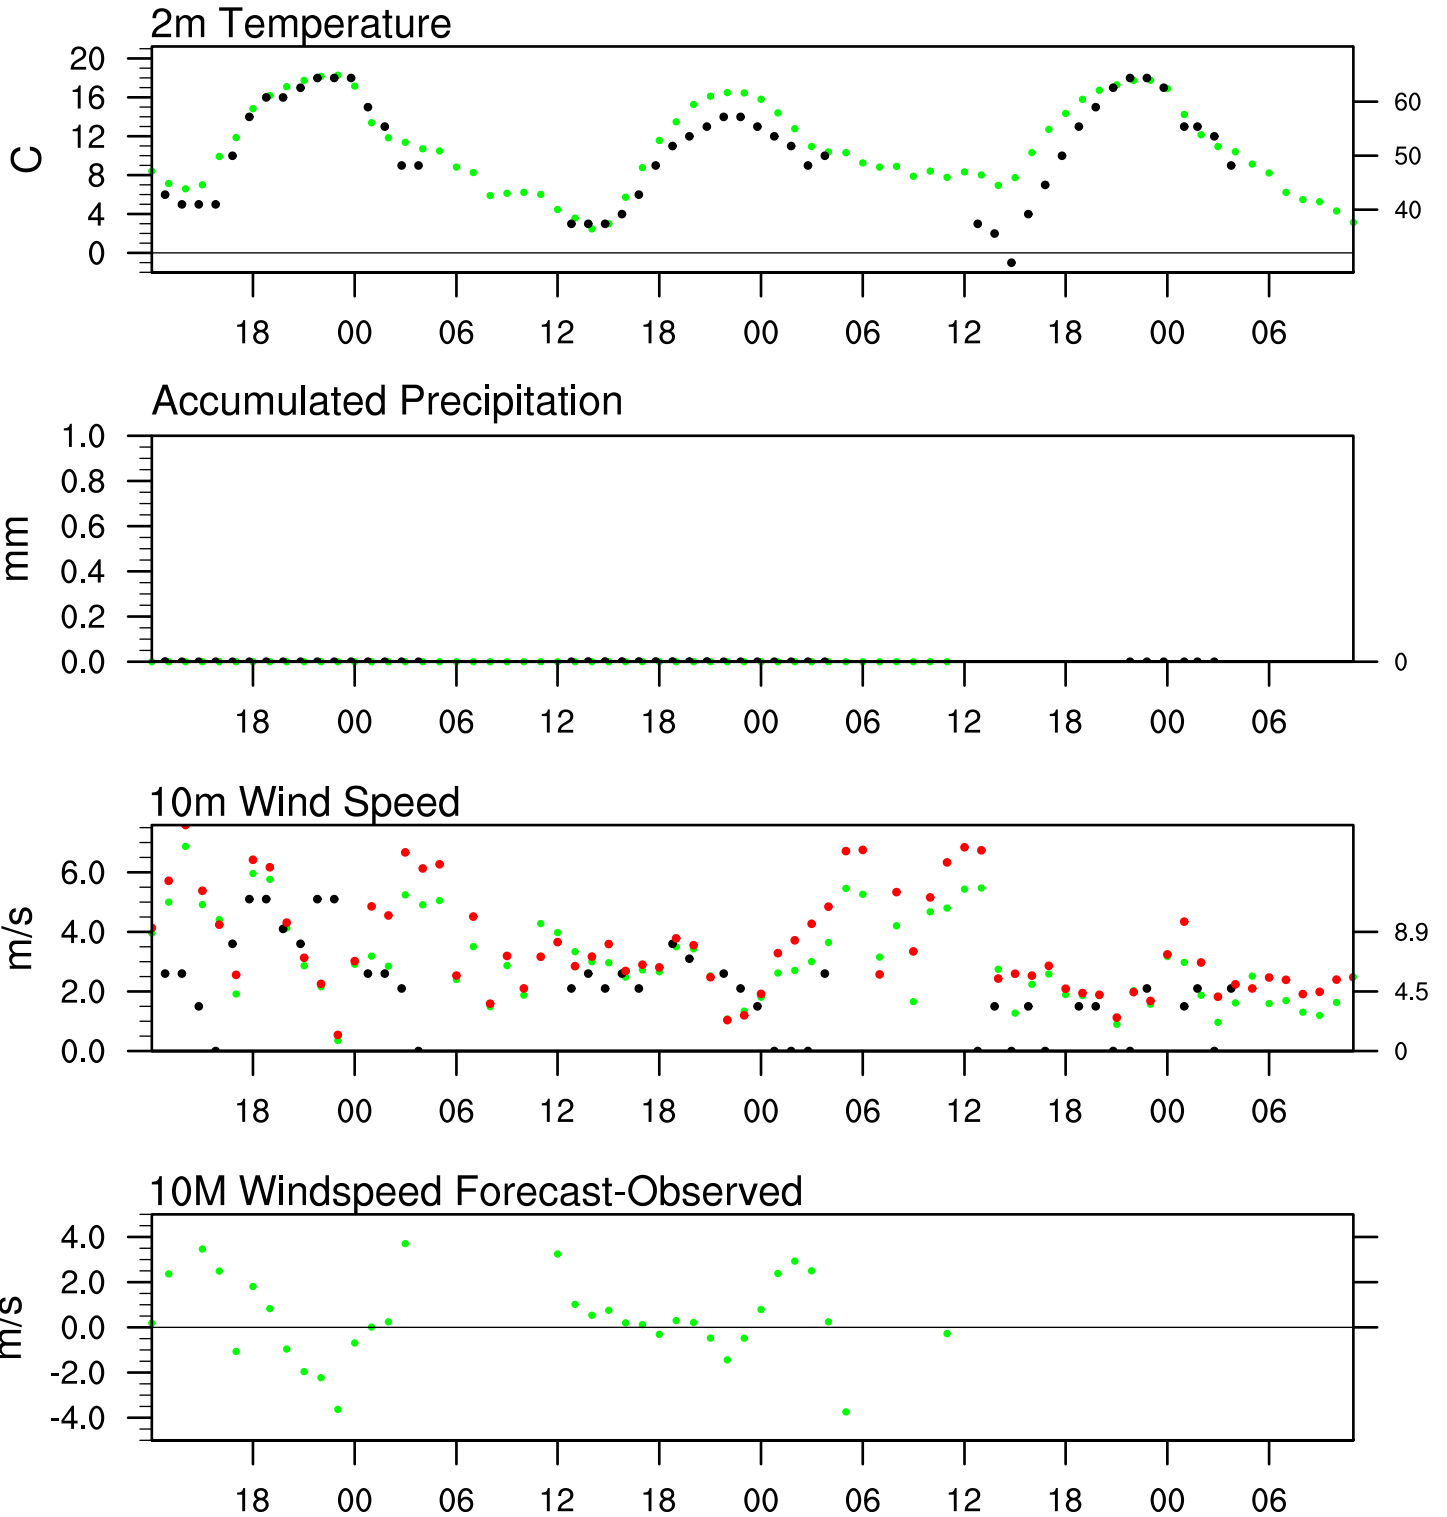 2m Temperature
20
16
12
8
4
0
C
60
50
40
18 00 06 12 18 00 06 12 18 00 06
Accumulated Precipitation
1.0
0.8
0.6
0.4
0.2
0.0
mm
0
18 00 06 12 18 00 06 12 18 00 06
10m Wind Speed
6.0
4.0
2.0
0.0
m/s
8.9
4.5
0
18 00 06 12 18 00 06 12 18 00 06
10M Windspeed Forecast-Observed
4.0
2.0
0.0
-2.0
-4.0
m/s
18 00 06 12 18 00 06 12 18 00 06